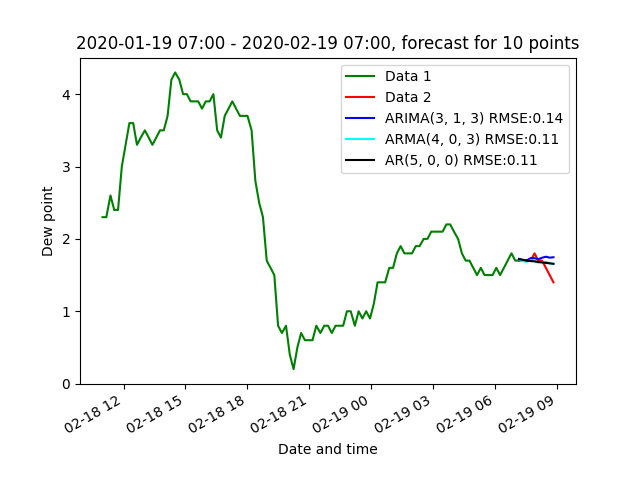 2020-01-19 07:00 - 2020-02-19 07:00, forecast for 10 points
Data 1
Data 2
ARIMA(3, 1, 3) RMSE:0.14
ARMA(4, 0, 3) RMSE:0.11
AR(5, 0, 0) RMSE:0.11
Dew point
4
3
2
1
0
02-18 12
02-18 15
02-18 18
02-18 21
02-19 00
02-19 03
02-19 06
02-19 09
Date and time